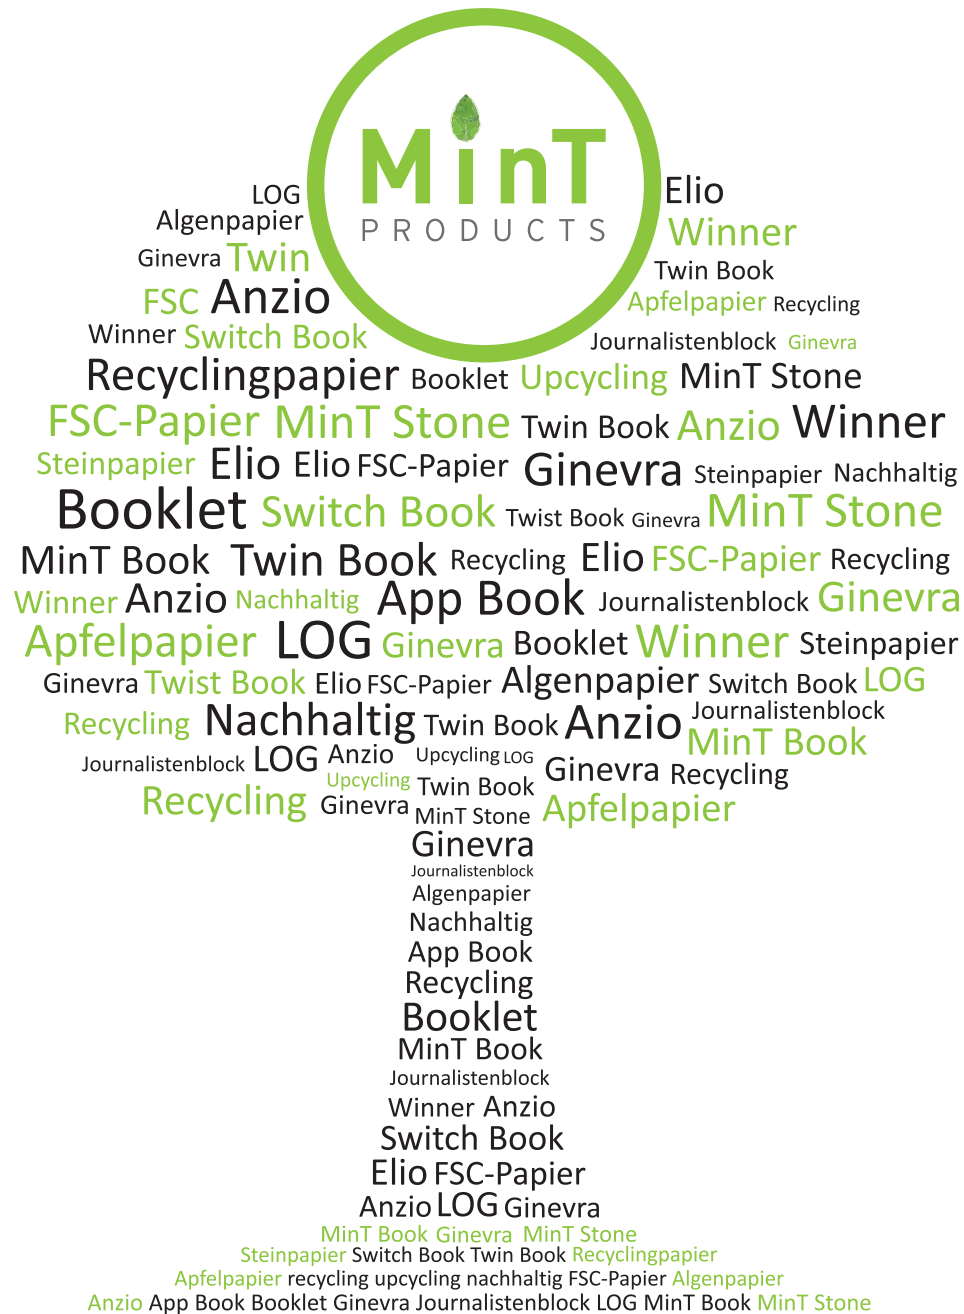 MinT
PRODUCTS
LOG Elio
Algenpapier Winner
Ginevra Twin Twin Book
FSC Anzio Apfelpapier Recycling
Winner Switch Book Journalistenblock Ginevra
Recyclingpapier Booklet Upcycling MinT Stone
FSC-Papier MinT Stone Twin Book Anzio Winner
Steinpapier Elio Elio FSC-Papier Ginevra Steinpapier Nachhaltig
Booklet Switch Book Twist Book Ginevra MinT Stone
MinT Book Twin Book Recycling Elio FSC-Papier Recycling
Winner Anzio Nachhaltig App Book Journalistenblock Ginevra
Apfelpapier LOG Ginevra Booklet Winner Steinpapier
Ginevra Twist Book Elio FSC-Papier Algenpapier Switch Book LOG
Recycling Nachhaltig Twin Book Anzio Journalistenblock
MinT Book
Journalistenblock LOG Anzio Upcycling LOG Ginevra Recycling
Upcycling Twin Book
Recycling Ginevra MinT Stone Apfelpapier
Ginevra
Journalistenblock
Algenpapier
Nachhaltig
App Book
Recycling
Booklet
MinT Book
Journalistenblock
Winner Anzio
Switch Book
Elio FSC-Papier
Anzio LOG Ginevra
MinT Book Ginevra MinT Stone
Steinpapier Switch Book Twin Book Recyclingpapier
Apfelpapier recycling upcycling nachhaltig FSC-Papier Algenpapier
Anzio App Book Booklet Ginevra Journalistenblock LOG MinT Book MinT Stone